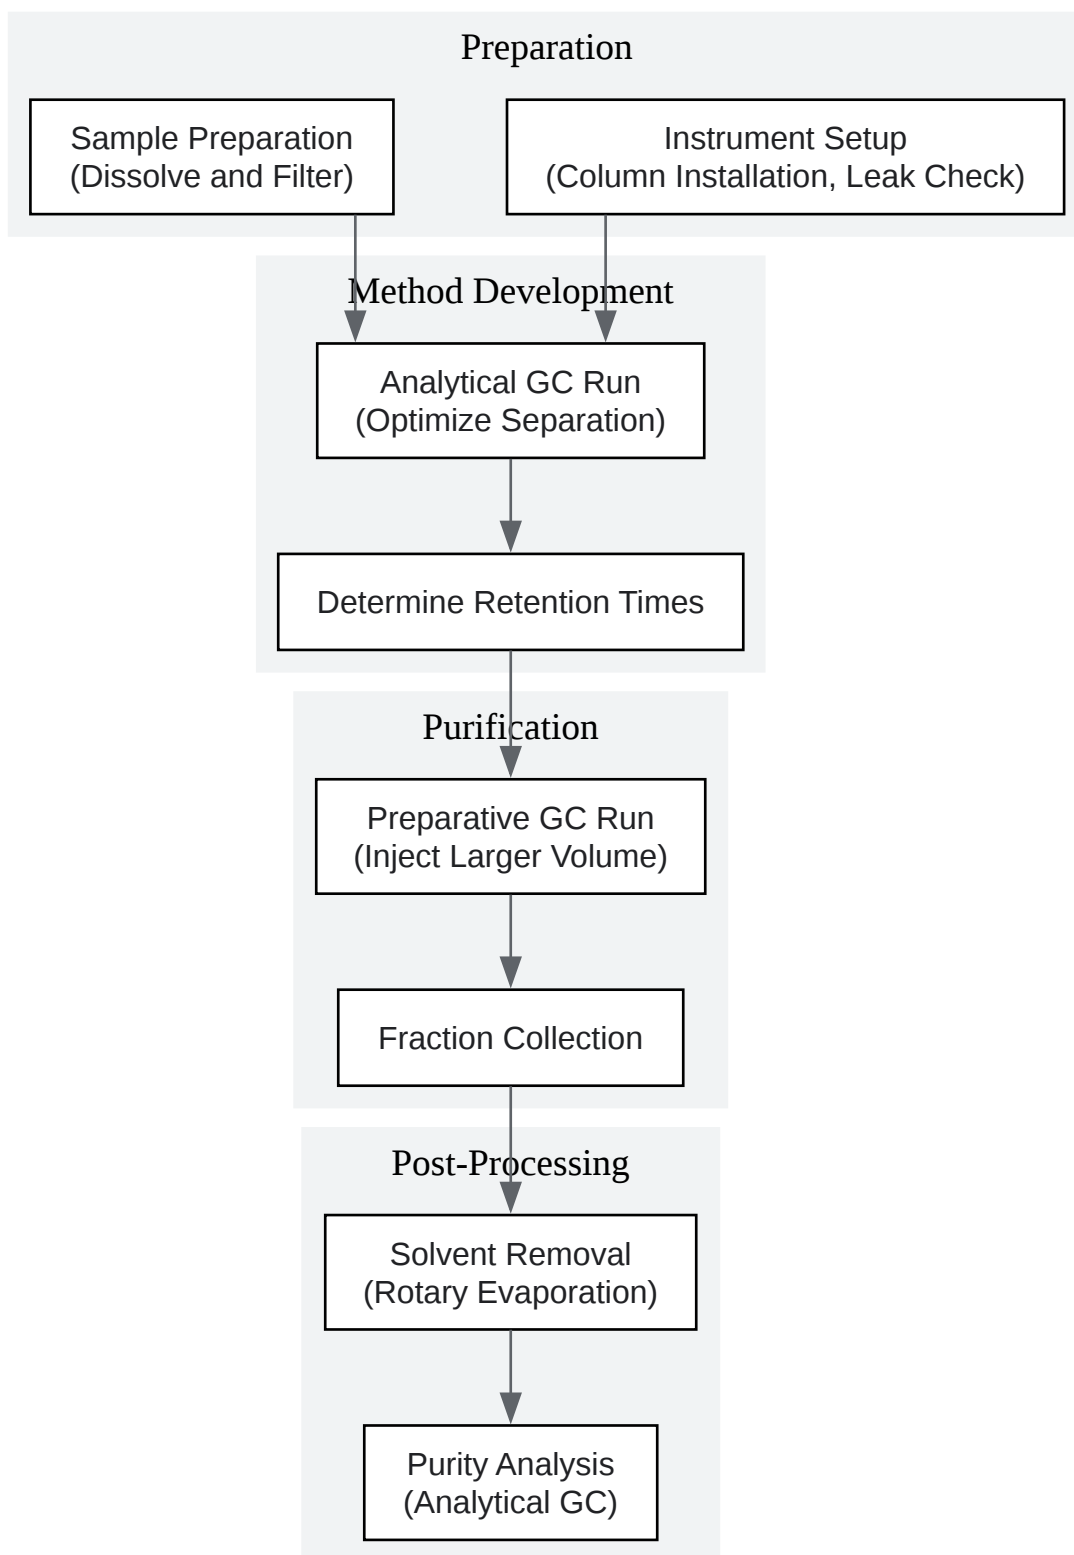 Preparation
Sample Preparation
(Dissolve and Filter)
Instrument Setup
(Column Installation, Leak Check)
Method Development
Analytical GC Run
(Optimize Separation)
Determine Retention Times
Purification
Preparative GC Run
(Inject Larger Volume)
Fraction Collection
Post-Processing
Solvent Removal
(Rotary Evaporation)
Purity Analysis
(Analytical GC)